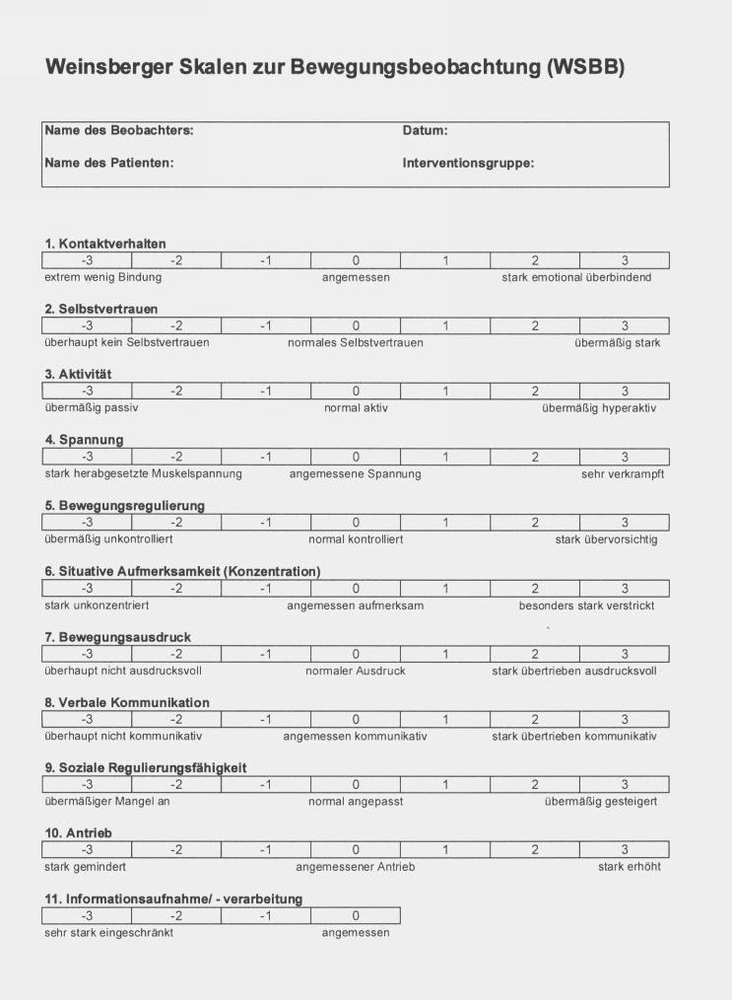 Weinsberger Skalen zur Bewegungsbeobachtung (WSBB)
Name des Beobachters: Datum:
Name des Patienten: Interventionsgruppe:
1. Kontaktverhalten
-3 -2 -1 0 1 2 3
extrem wenig Bindung angemessen stark emotional überbindend
2. Selbstvertrauen
-3 -2 -1 0 1 2 3
überhaupt kein Selbstvertrauen normales Selbstvertrauen übermäßig stark
3. Aktivität
-3 -2 -1 0 1 2 3
übermäßig passiv normal aktiv übermäßig hyperaktiv
4. Spannung
-3 -2 -1 0 1 2 3
stark herabgesetzte Muskelspannung angemessene Spannung sehr verkrampft
5. Bewegungsregulierung
-3 -2 -1 0 1 2 3
übermäßig unkontrolliert normal kontrolliert stark übervorsichtig
6. Situative Aufmerksamkeit (Konzentration)
-3 -2 -1 0 1 2 3
stark unkonzentriert angemessen aufmerksam besonders stark verstrickt
7. Bewegungsausdruck
-3 -2 -1 0 1 2 3
überhaupt nicht ausdrucksvoll normaler Ausdruck stark übertrieben ausdrucksvoll
8. Verbale Kommunikation
-3 -2 -1 0 1 2 3
überhaupt nicht kommunikativ angemessen kommunikativ stark übertrieben kommunikativ
9. Soziale Regulierungsfähigkeit
-3 -2 -1 0 1 2 3
übermäßiger Mangel an normal angepasst übermäßig gesteigert
10. Antrieb
-3 -2 -1 0 1 2 3
stark gemindert angemessener Antrieb stark erhöht
11. Informationsaufnahme/ - verarbeitung
-3 -2 -1 0
sehr stark eingeschränkt angemessen